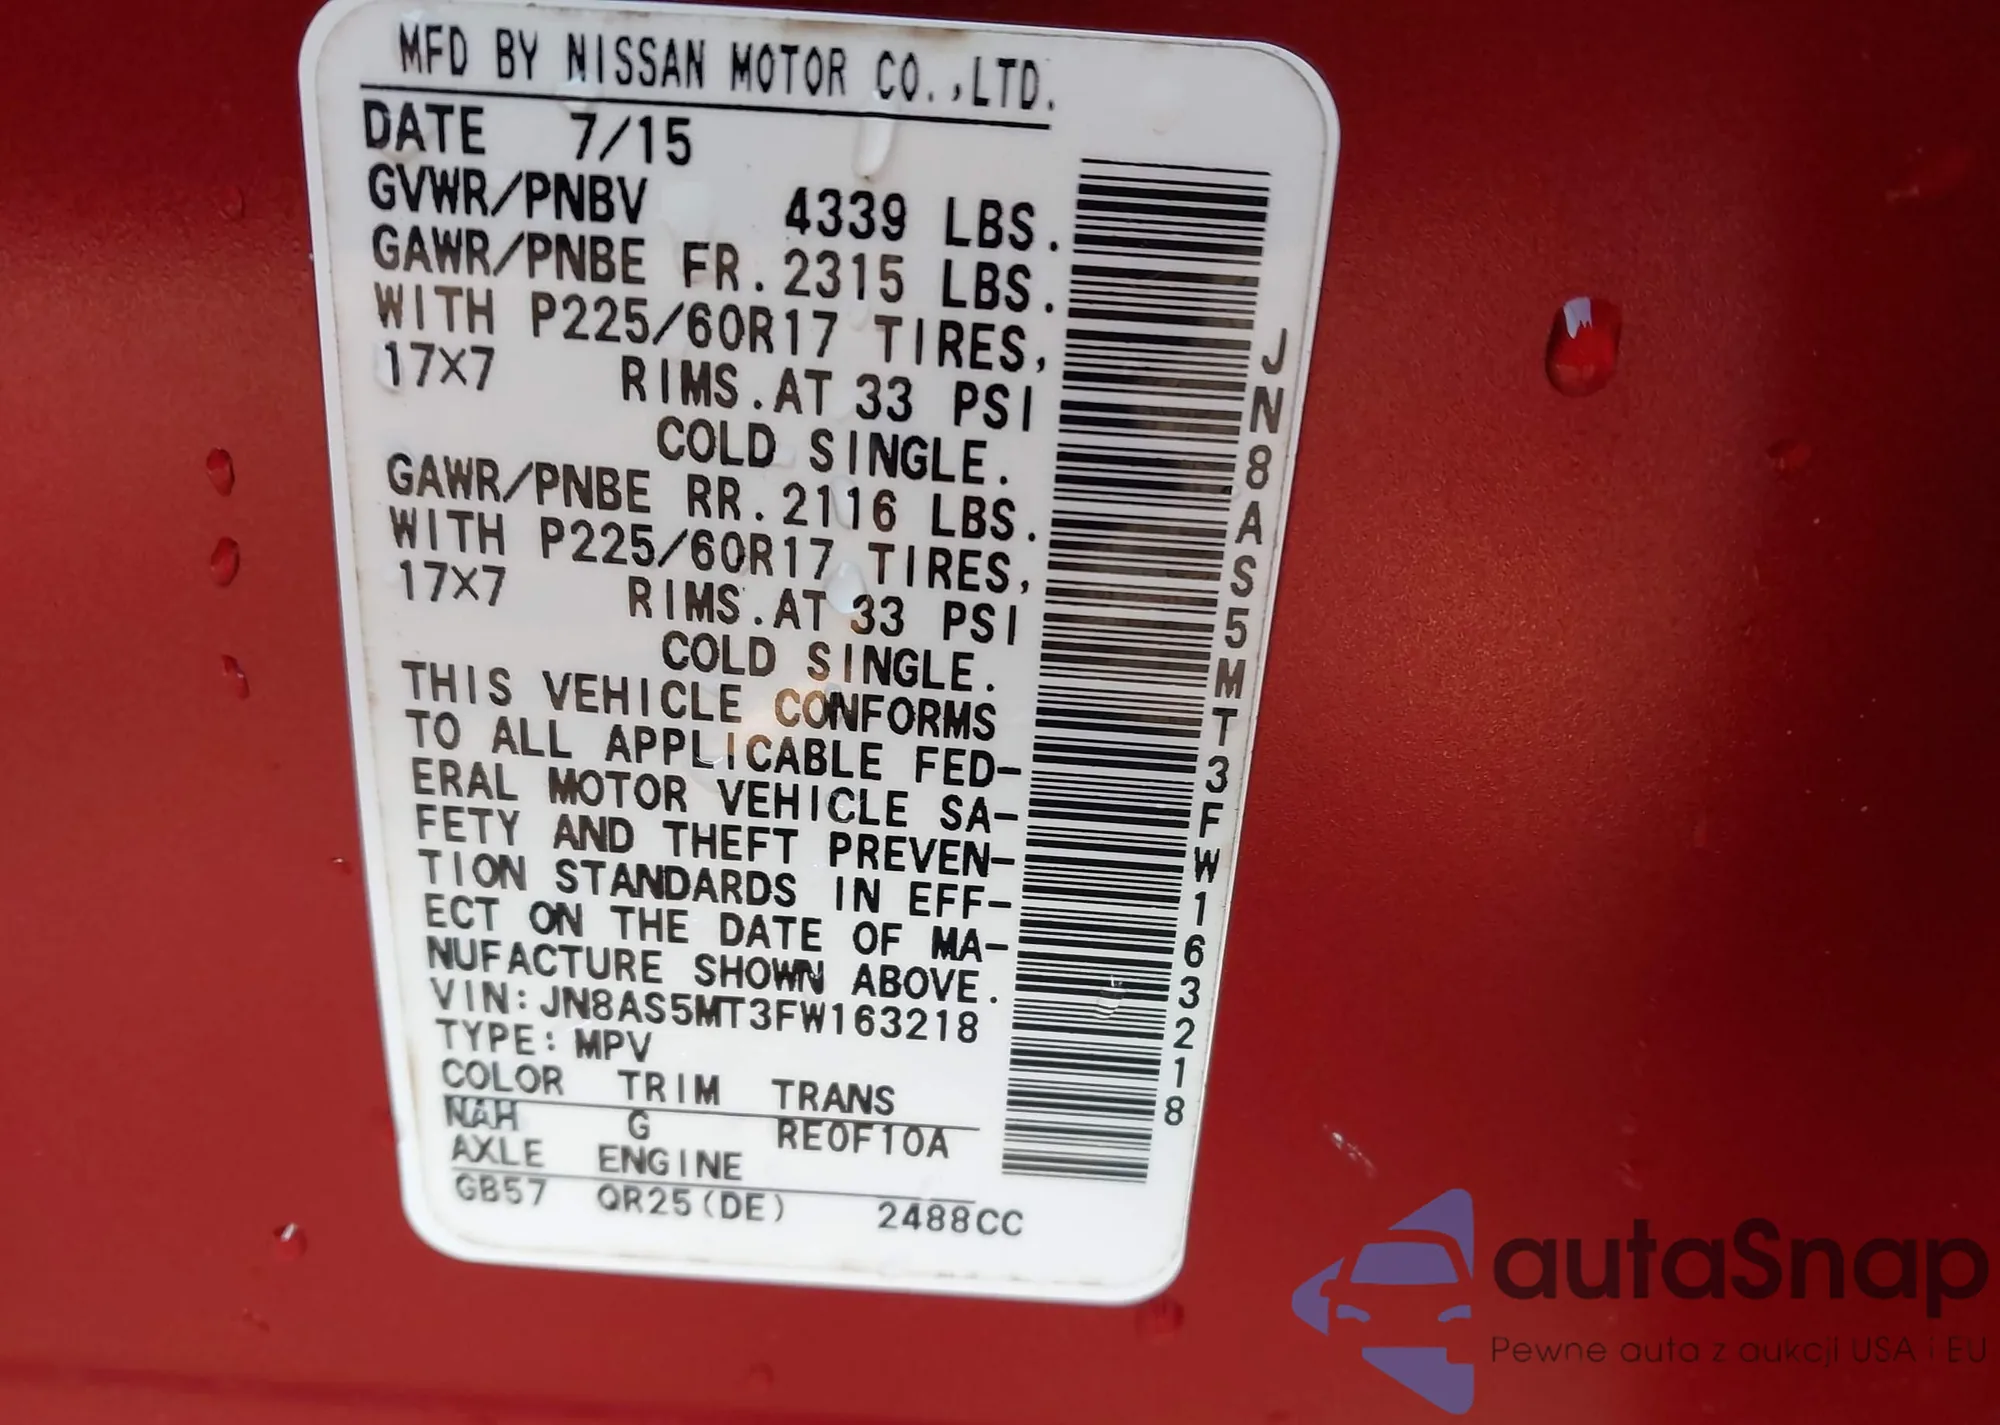 MFD BY NISSAN MOTOR CO.,LTD.
DATE 7/15
GVWR/PNBV 4339 LBS.
GAWR/PNBE FR. 2315 LBS.
WITH P225/60R17 TIRES,
17X7 RIMS.AT 33 PSI
COLD SINGLE.
GAWR/PNBE RR. 2116 LBS.
WITH P225/60R17 TIRES,
17X7 RIMS.AT 33 PSI
COLD SINGLE.
THIS VEHICLE CONFORMS
TO ALL APPLICABLE FED-
ERAL MOTOR VEHICLE SA-
FETY AND THEFT PREVEN-
TION STANDARDS IN EFF-
ECT ON THE DATE OF MA-
NUFACTURE SHOWN ABOVE.
VIN: JN8AS5MT3FW163218
TYPE: MPV
COLOR TRIM TRANS
NAH G RE0F10A
AXLE ENGINE
GB57 QR25(DE) 2488CC
JN8AS5MT3FW163218
autaSnap
Pewne auta z aukcji USA i EU